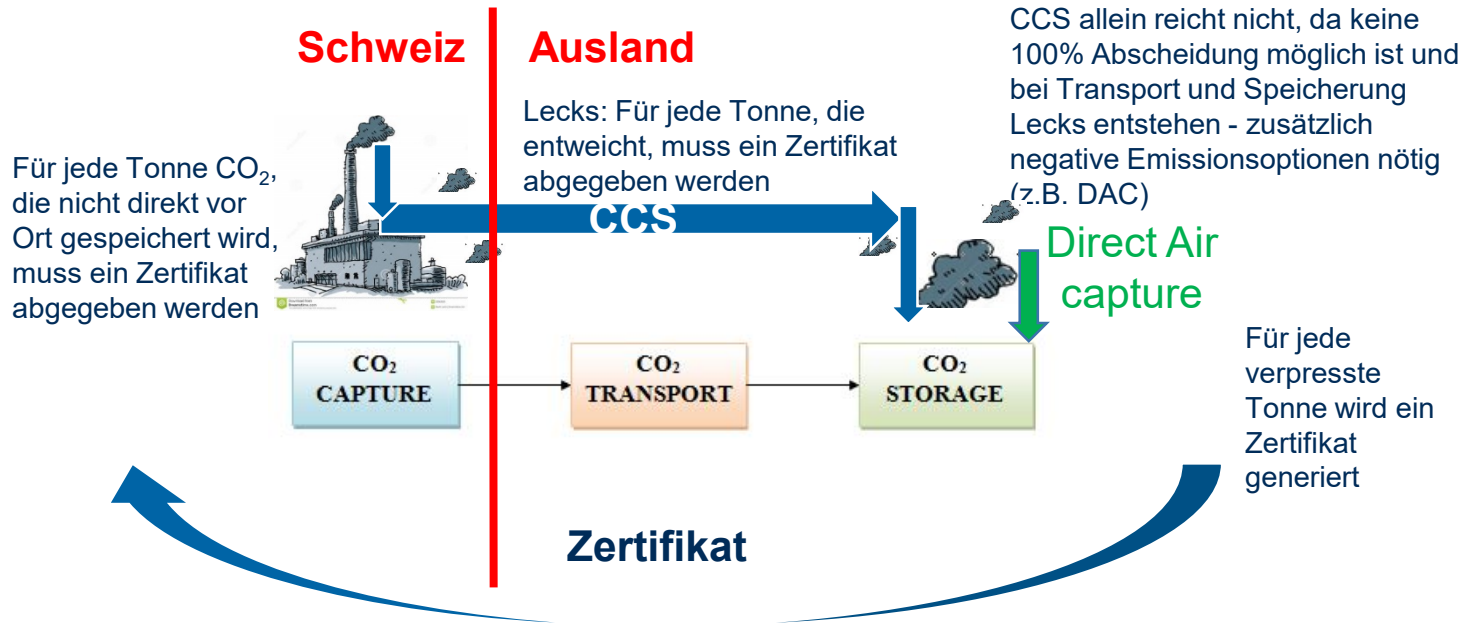 Schweiz
Ausland
CCS allein reicht nicht, da keine
100% Abscheidung möglich ist und
bei Transport und Speicherung
Lecks entstehen - zusätzlich
negative Emissionsoptionen nötig
(z.B. DAC)
Lecks: Für jede Tonne, die
entweicht, muss ein Zertifikat
abgegeben werden
Für jede Tonne CO₂,
die nicht direkt vor
Ort gespeichert wird,
muss ein Zertifikat
abgegeben werden
CCS
Direct Air
capture
CO₂
CAPTURE
CO₂
TRANSPORT
CO₂
STORAGE
Für jede
verpresste
Tonne wird ein
Zertifikat
generiert
Zertifikat